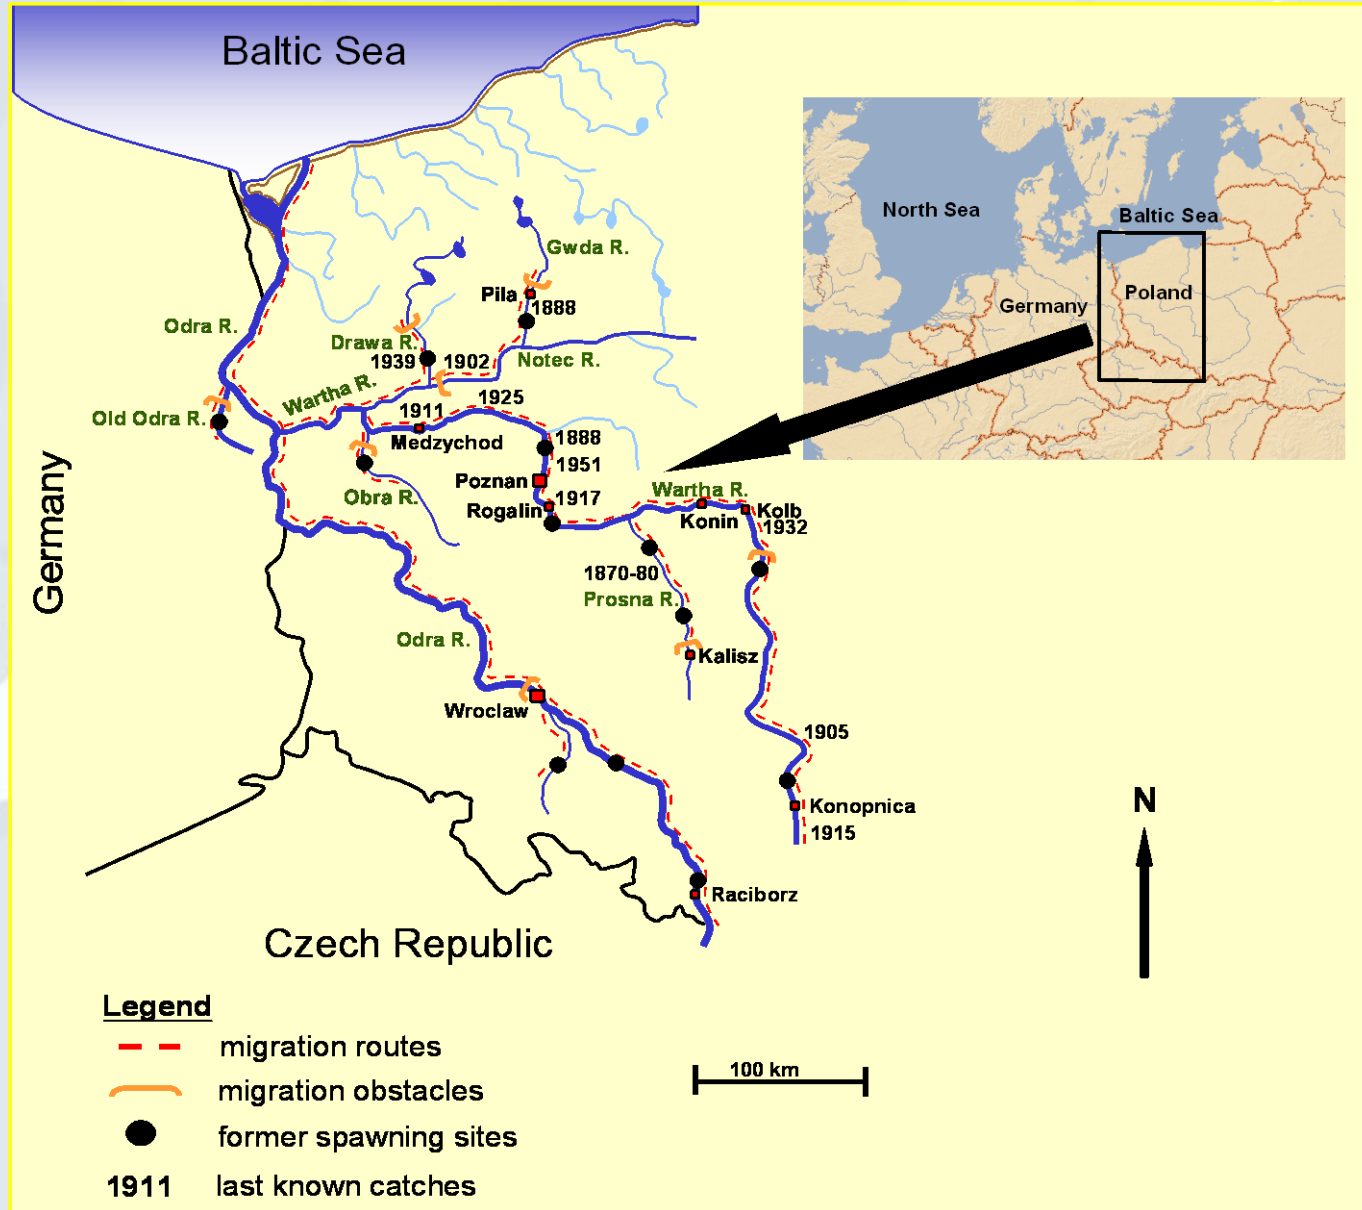 Baltic Sea
North Sea
Baltic Sea
Germany
Poland
Gwda R.
Pila
1888
Odra R.
Drawa R.
1939
1902
Notec R.
Wartha R.
Old Odra R.
1911
1925
Medzychod
1888
1951
Poznan
Obra R.
Rogalin
1917
Wartha R.
Konin
Kolb
1932
Germany
1870-80
Prosna R.
Odra R.
Kalisz
Wroclaw
1905
Konopnica
1915
N
Raciborz
Czech Republic
Legend
migration routes
migration obstacles
former spawning sites
1911 last known catches
100 km